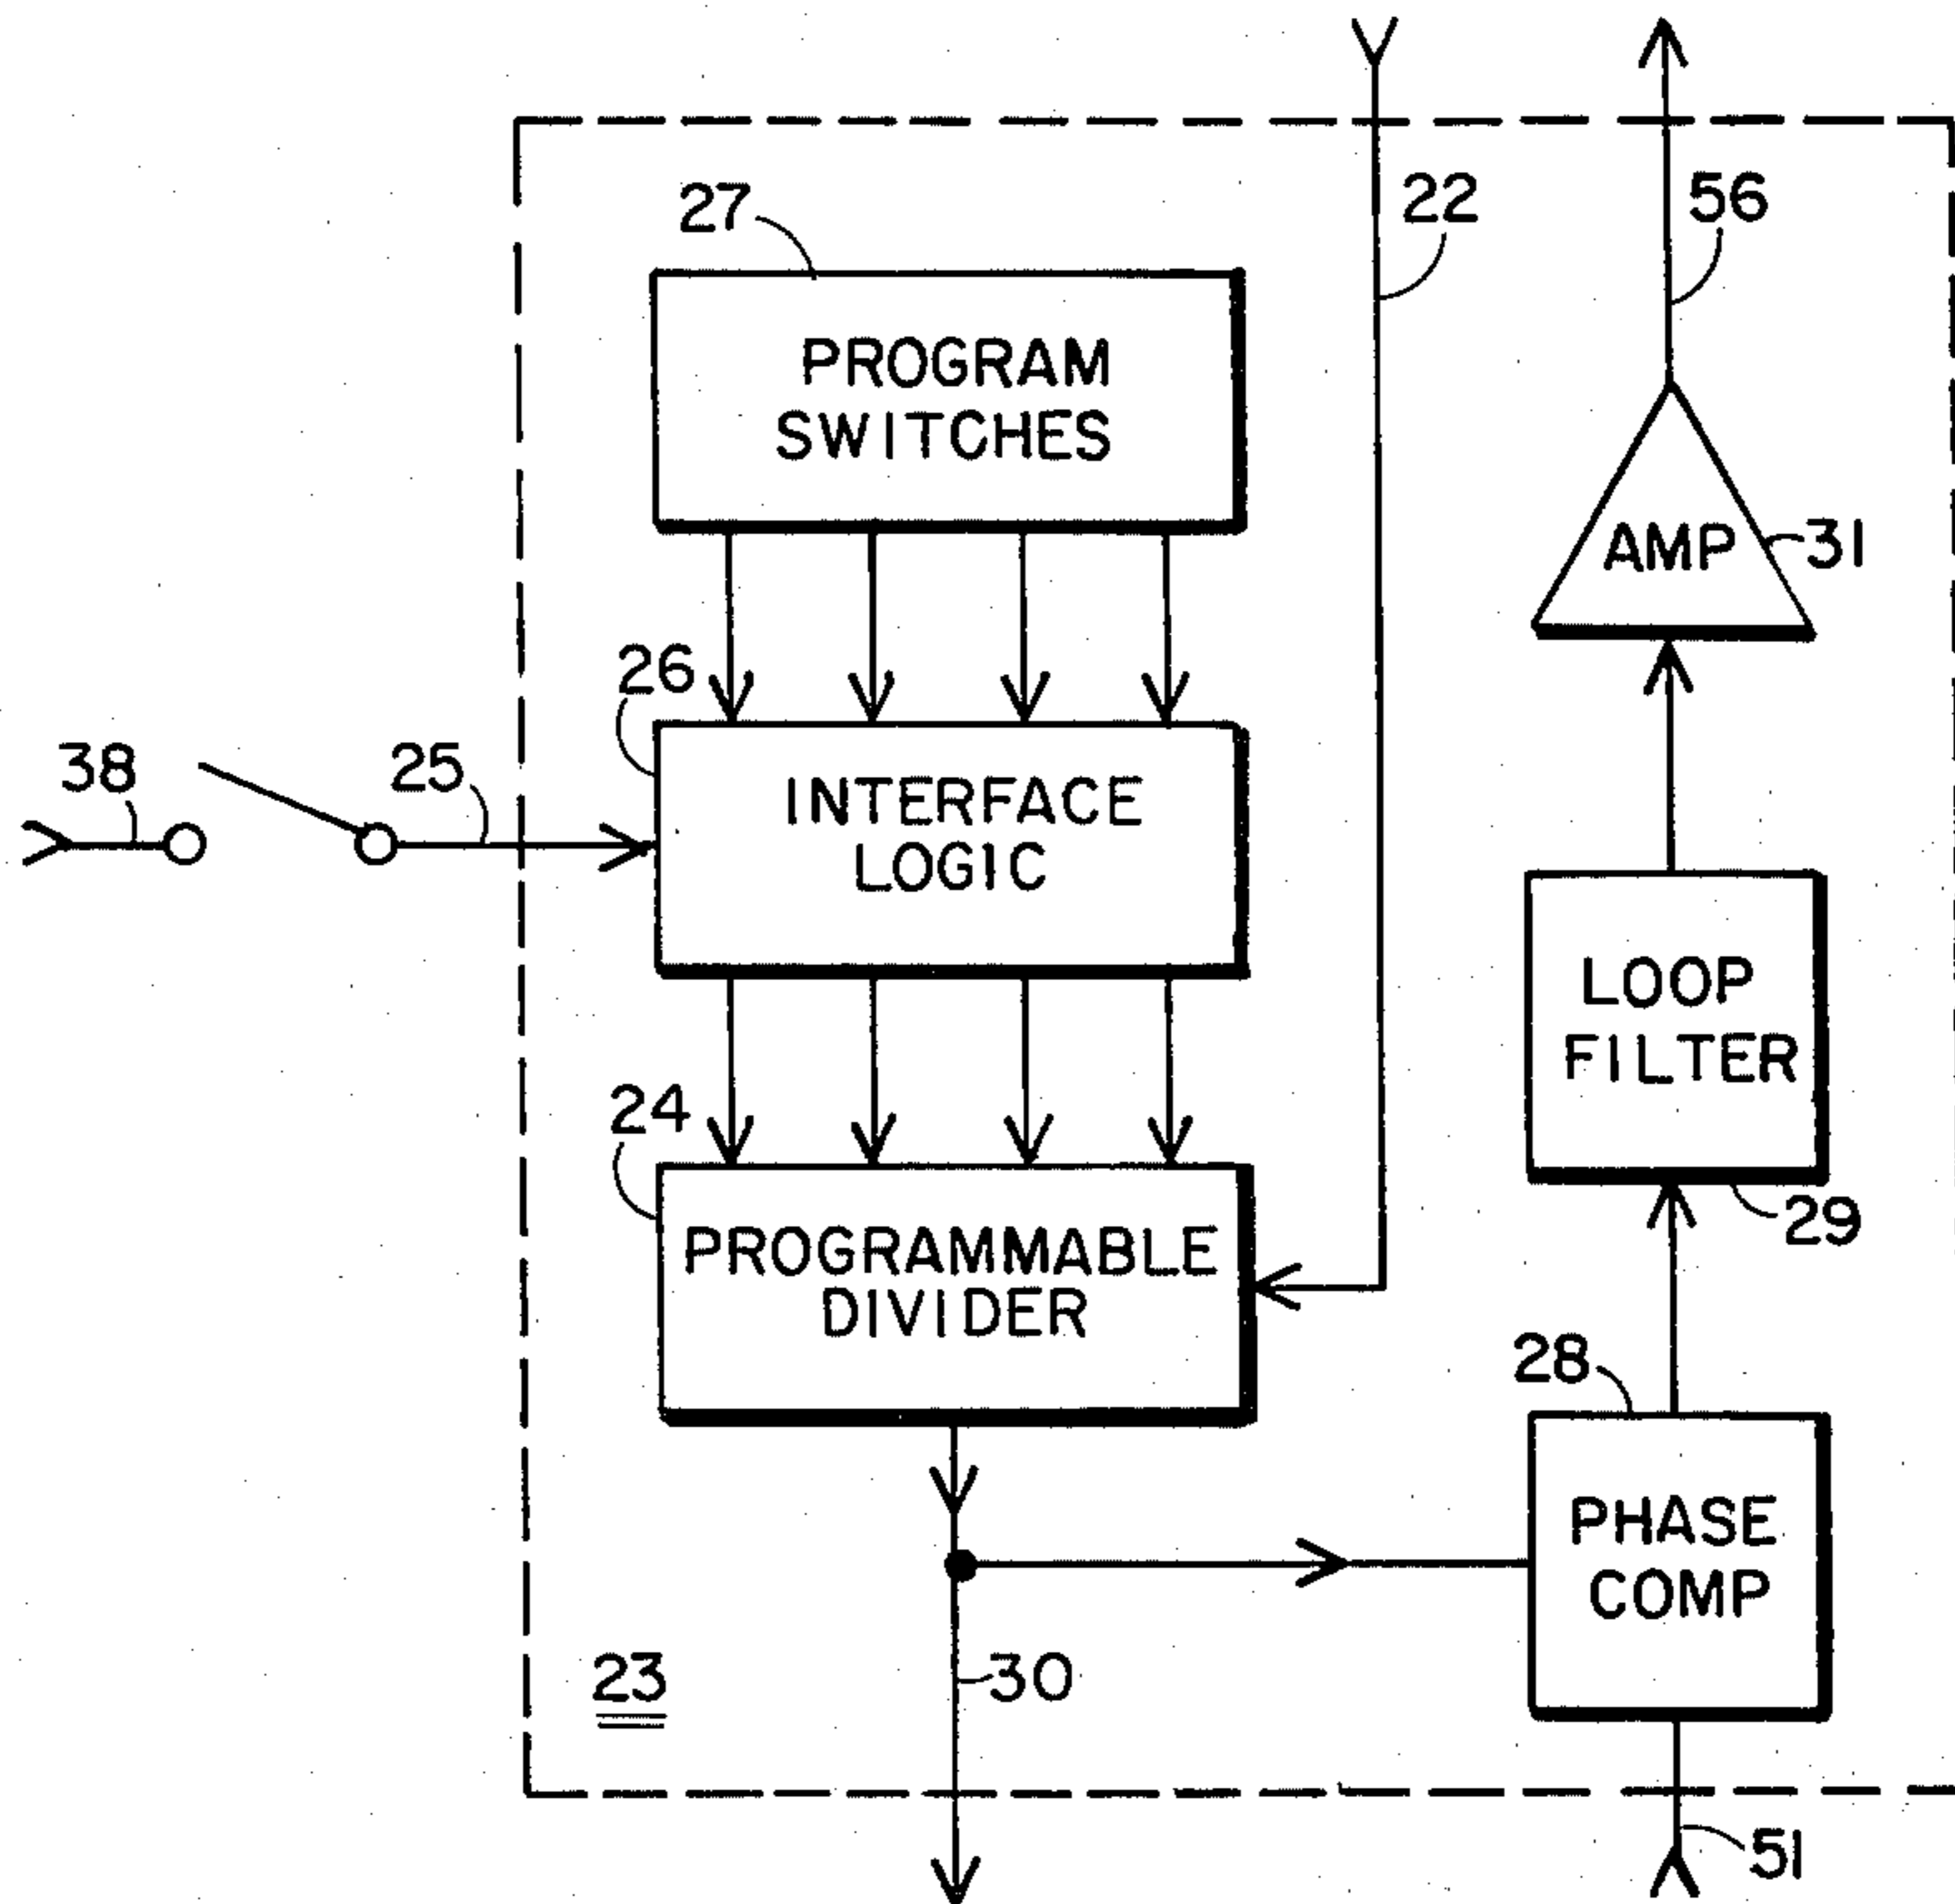 27
22
56
PROGRAM
SWITCHES
AMP
31
26
38
25
INTERFACE
LOGIC
LOOP
FILTER
24
29
PROGRAMMABLE
DIVIDER
28
PHASE
COMP
23
30
51